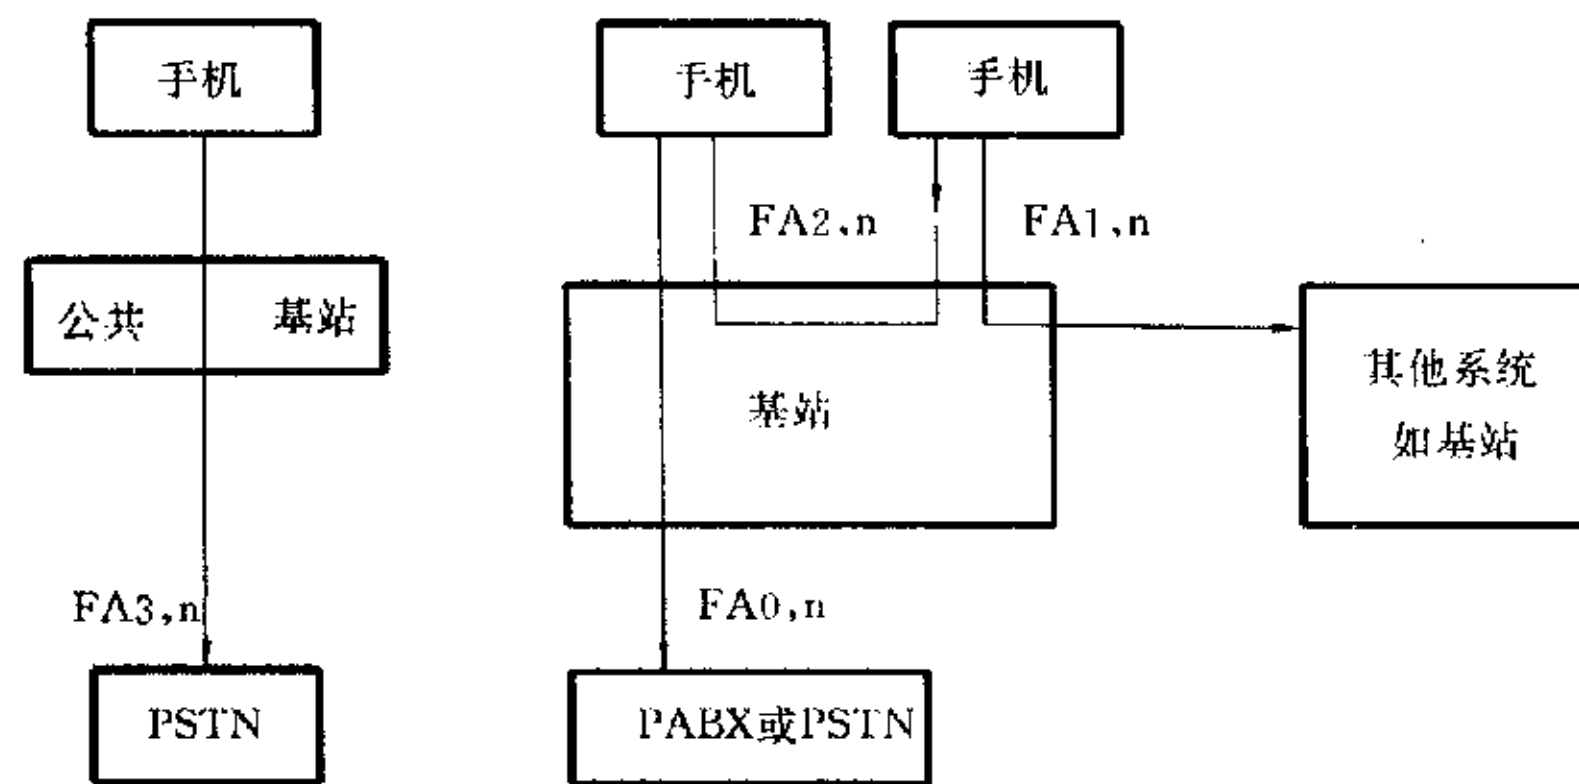 手机
手机
手机
FA2,n
FA1,n
公共 基站
基站
其他系统
如基站
FA3,n
FA0,n
PSTN
PABX或PSTN